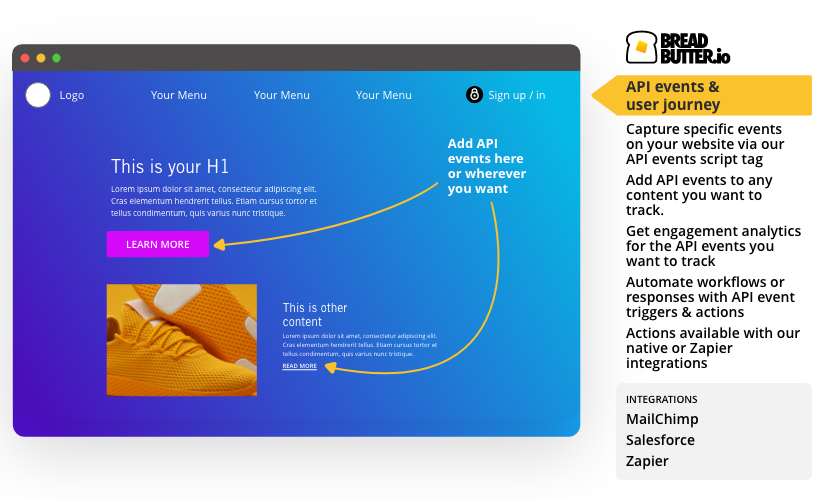 Logo
Your Menu
Your Menu
Your Menu
Sign up / in
Add API
events here
or wherever
you want
This is your H1
Lorem ipsum dolor sit amet, consectetur adipiscing elit.
Cras elementum hendrerit tellus. Etiam cursus tortor et
tellus condimentum, quis varius nunc tristique.
LEARN MORE
This is other
content
Lorem ipsum dolor sit amet, consectetur adipiscing elit.
Cras elementum hendrerit tellus. Etiam cursus tortor et
tellus condimentum, quis varius nunc tristique.
READ MORE
BREAD
BUTTER.io
API events &
user journey
Capture specific events
on your website via our
API events script tag
Add API events to any
content you want to
track.
Get engagement analytics
for the API events you
want to track
Automate workflows or
responses with API event
triggers & actions
Actions available with our
native or Zapier
integrations
INTEGRATIONS
MailChimp
Salesforce
Zapier